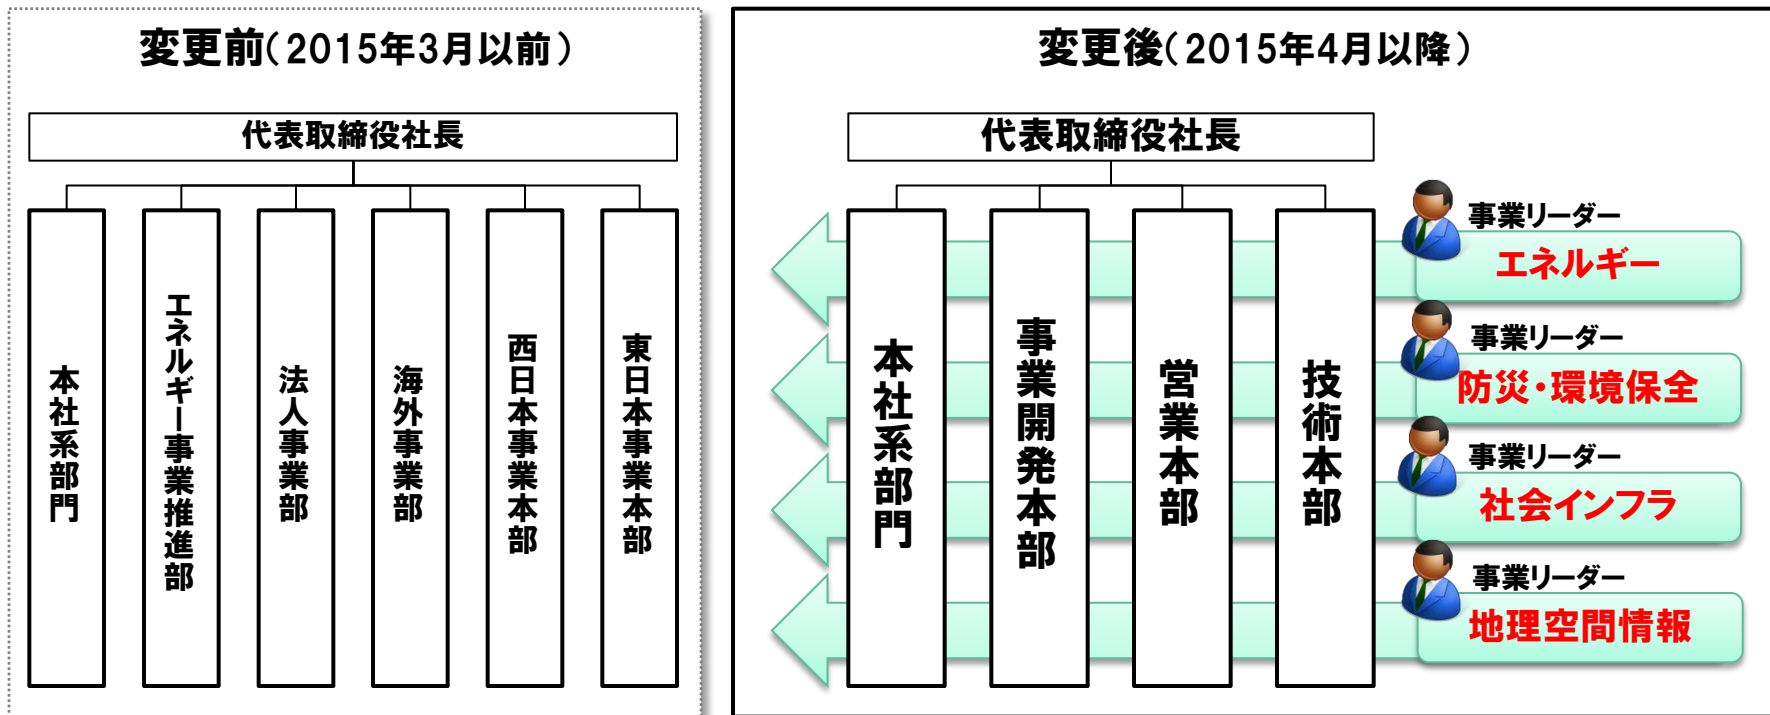 変更前(2015年3月以前)
代表取締役社長
本社系部門
エネルギー事業推進部
法人事業部
海外事業部
西日本事業本部
東日本事業本部
変更後(2015年4月以降)
代表取締役社長
本社系部門
事業開発本部
営業本部
技術本部
事業リーダー
エネルギー
事業リーダー
防災・環境保全
事業リーダー
社会インフラ
事業リーダー
地理空間情報